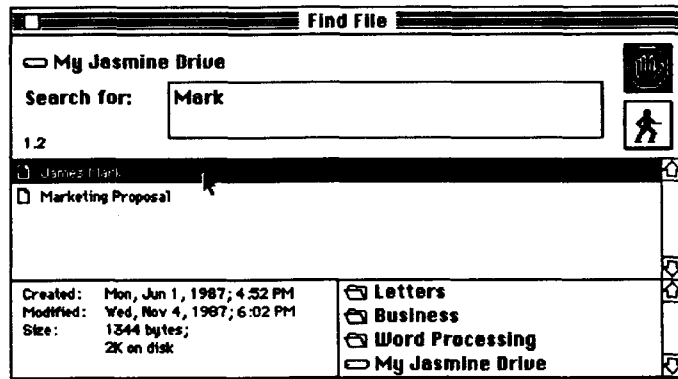 Find File
My Jasmine Drive
Search for:
Mark
1.2
James Mark
Marketing Proposal
Created: Mon, Jun 1, 1987; 4:52 PM
Modified: Wed, Nov 4, 1987; 6:02 PM
Size: 1344 bytes;
2K on disk
Letters
Business
Word Processing
My Jasmine Drive